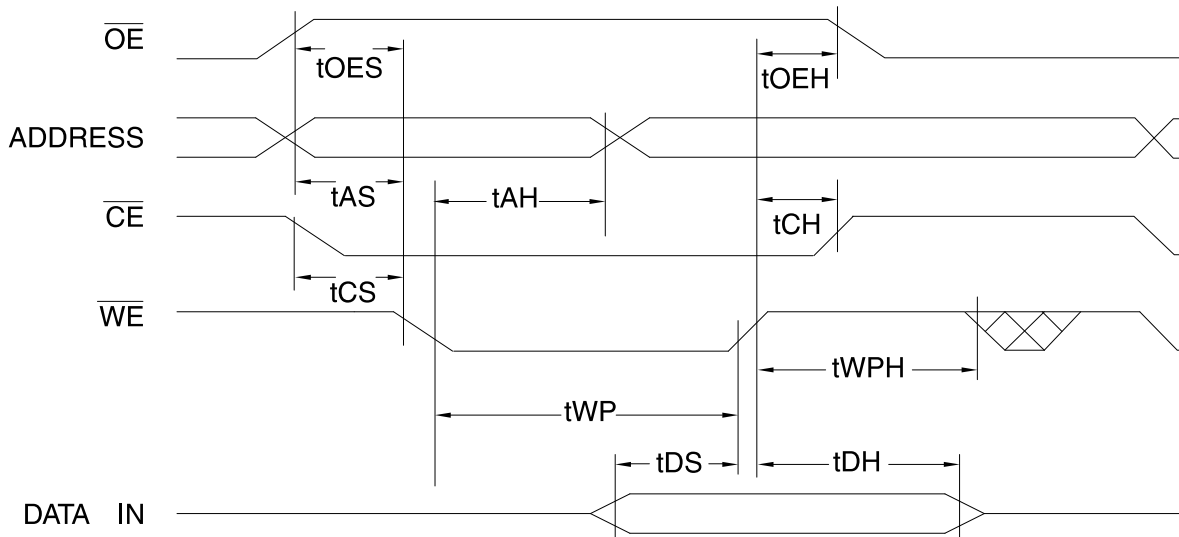 OE
tOES
tOEH
ADDRESS
tAS
tAH
CE
tCH
tCS
WE
tWPH
tWP
tDS
tDH
DATA IN